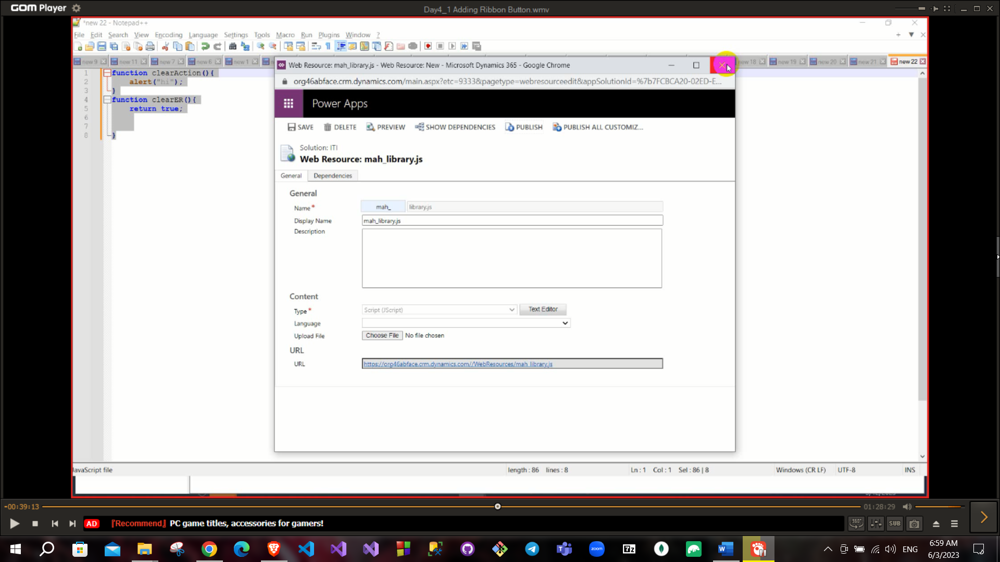 GOM Player
Day4_1 Adding Ribbon Button.wmv
*new 22 - Notepad++
File Edit Search View Encoding Language Settings Tools Macro Run Plugins Window ?
new 9 new 11 new 7 new 6 new 1 new 18 new 19 new 20 new 21 new 22
1 function clearAction(){
2 alert("hi");
3 }
4 function clearER(){
5 return true;
6
7
8 }
Web Resource: mah_library.js - Web Resource: New - Microsoft Dynamics 365 - Google Chrome
org46abface.crm.dynamics.com/main.aspx?etc=9333&pagetype=webresourceedit&appSolutionId=%7b7FCBCA20-02ED-E...
Power Apps
SAVE DELETE PREVIEW SHOW DEPENDENCIES PUBLISH PUBLISH ALL CUSTOMIZ...
Solution: ITI
Web Resource: mah_library.js
General Dependencies
General
Name* mah_ library.js
Display Name mah_library.js
Description
Content
Type* Script (JScript) Text Editor
Language
Upload File Choose File No file chosen
URL
URL https://org46abface.crm.dynamics.com//WebResources/mah_library.js
JavaScript file length : 86 lines : 8 Ln : 1 Col : 1 Sel : 86 | 8 Windows (CR LF) UTF-8 INS
-00:39:13 01:28:29
AD [Recommend] PC game titles, accessories for gamers!
360° SUB
zoom 7z W
ENG
6:59 AM
6/3/2023